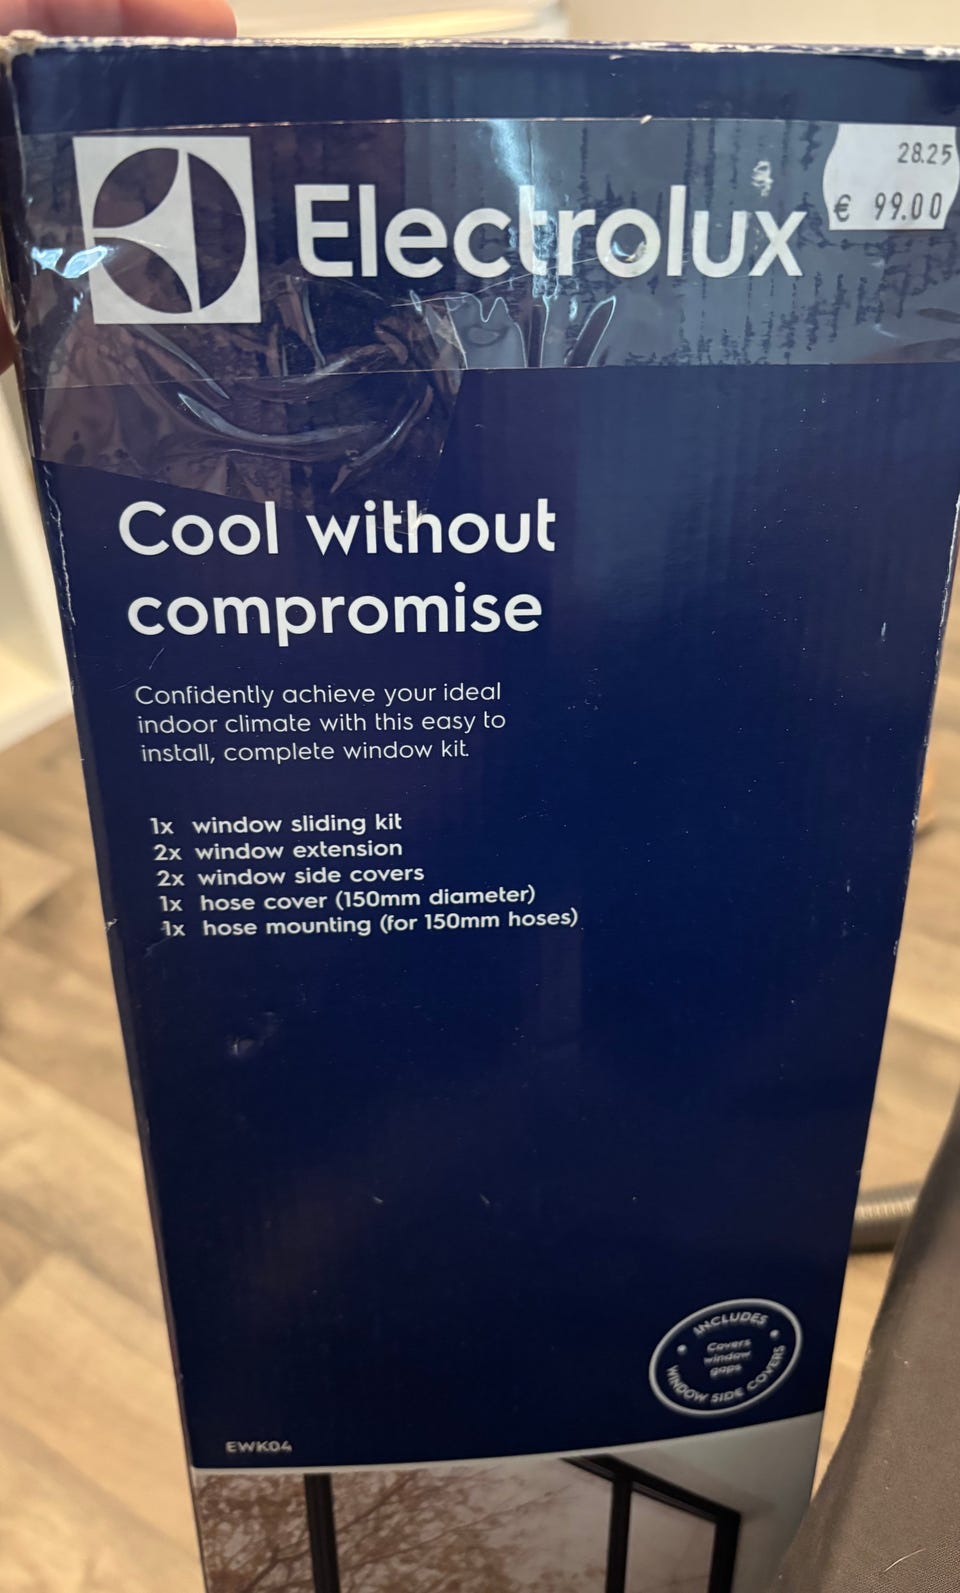 Electrolux
28.25
€ 99.00
Cool without
compromise
Confidently achieve your ideal
indoor climate with this easy to
install, complete window kit.
1x window sliding kit
2x window extension
2x window side covers
1x hose cover (150mm diameter)
1x hose mounting (for 150mm hoses)
INCLUDES
Covers
window
gaps
WINDOW SIDE COVERS
EWK04